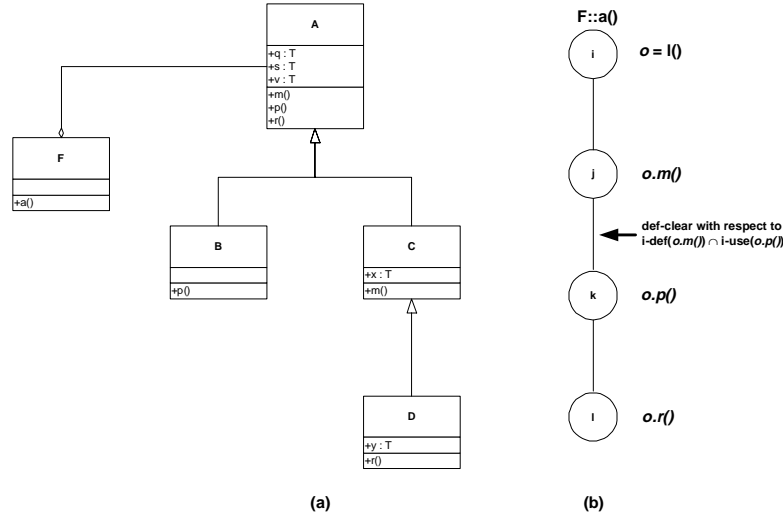 A
+q : T
+s : T
+v : T
+m()
+p()
+r()
F
+a()
B
+p()
C
+x : T
+m()
D
+y : T
+r()
(a)
F::a()
i
o = I()
j
o.m()
def-clear with respect to
i-def(o.m()) ∩ i-use(o.p())
k
o.p()
l
o.r()
(b)